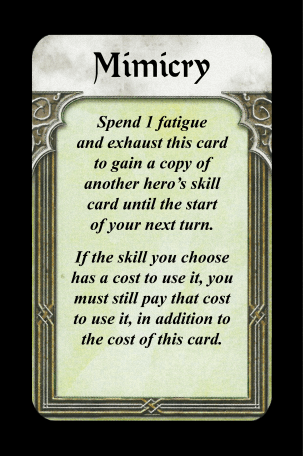 Mimicry
Spend 1 fatigue
and exhaust this card
to gain a copy of
another hero's skill
card until the start
of your next turn.
If the skill you choose
has a cost to use it, you
must still pay that cost
to use it, in addition to
the cost of this card.